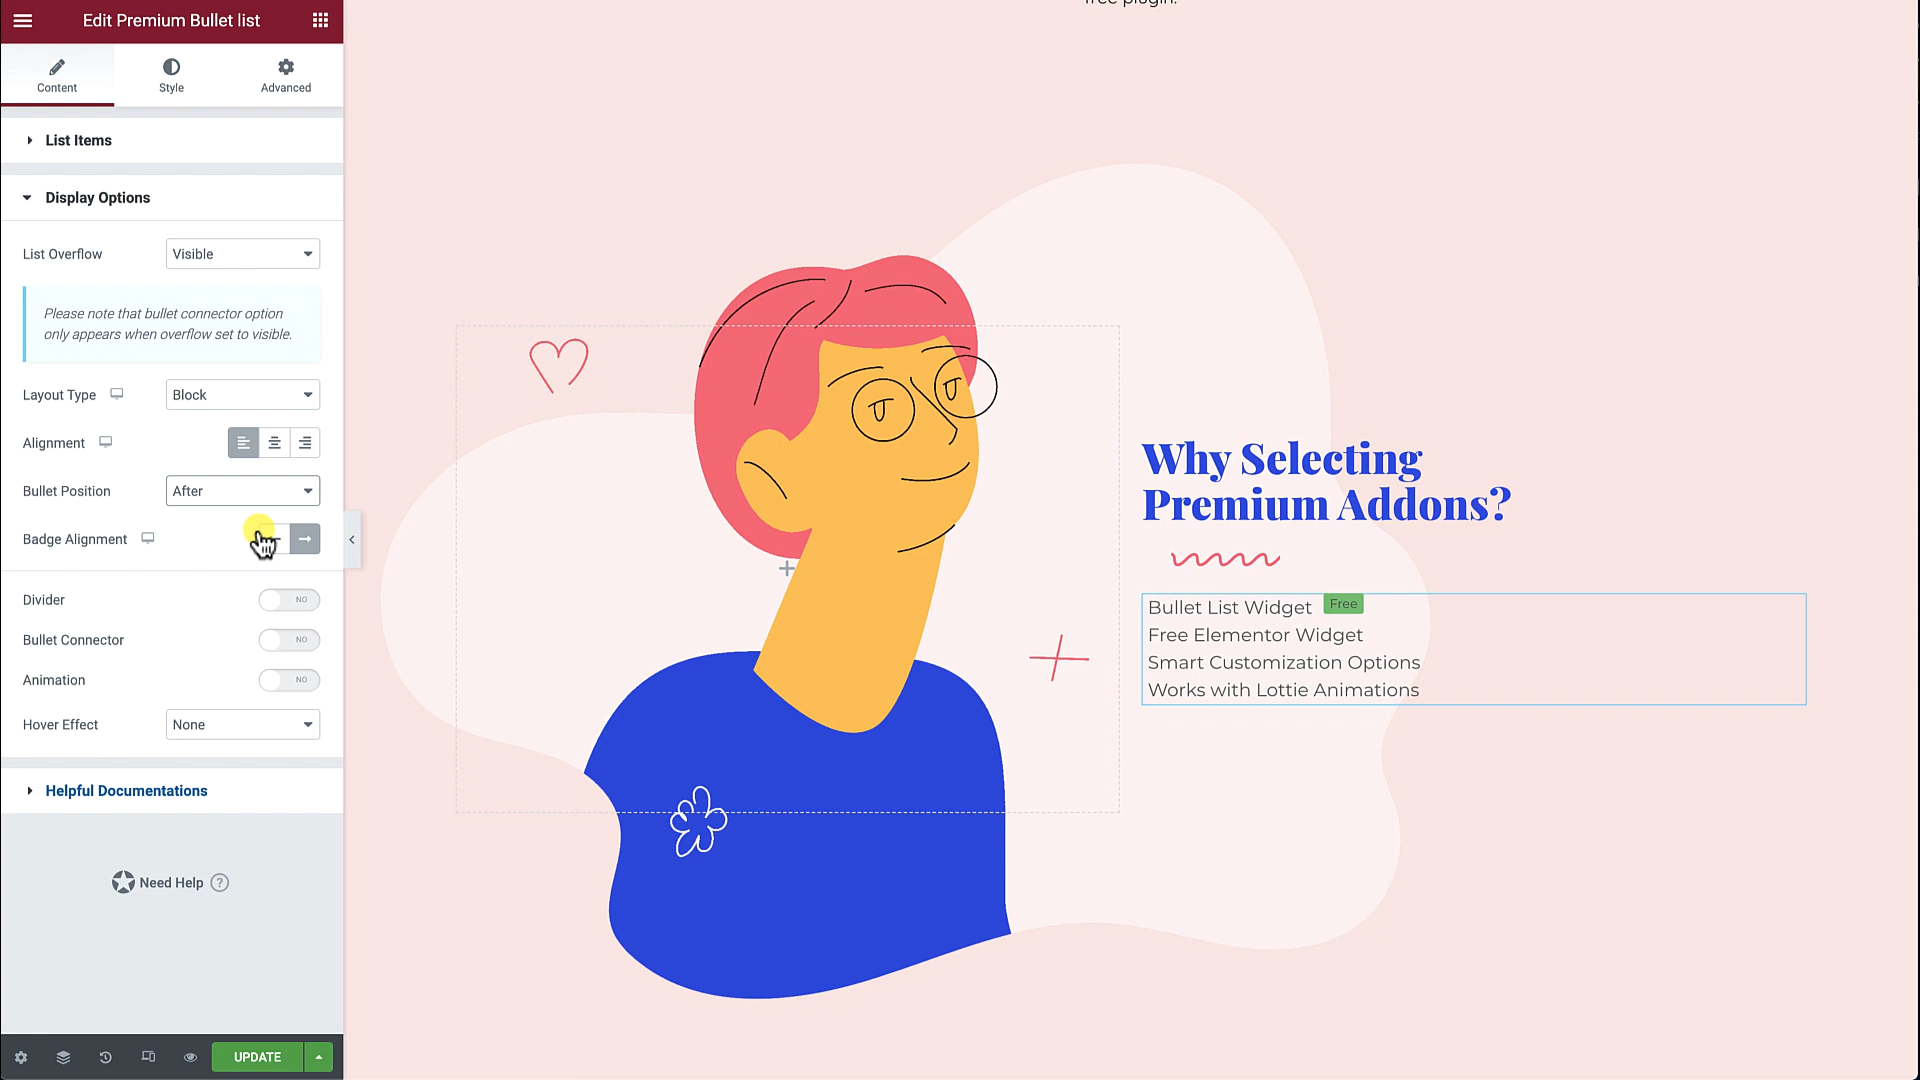 Edit Premium Bullet list
Content
Style
Advanced
List Items
Display Options
List Overflow
Visible
Please note that bullet connector option
only appears when overflow set to visible.
Layout Type
Block
Alignment
Bullet Position
After
Badge Alignment
Divider
NO
Bullet Connector
NO
Animation
NO
Hover Effect
None
Helpful Documentations
Need Help ?
UPDATE
free plugin.
Why Selecting
Premium Addons?
Bullet List Widget Free
Free Elementor Widget
Smart Customization Options
Works with Lottie Animations